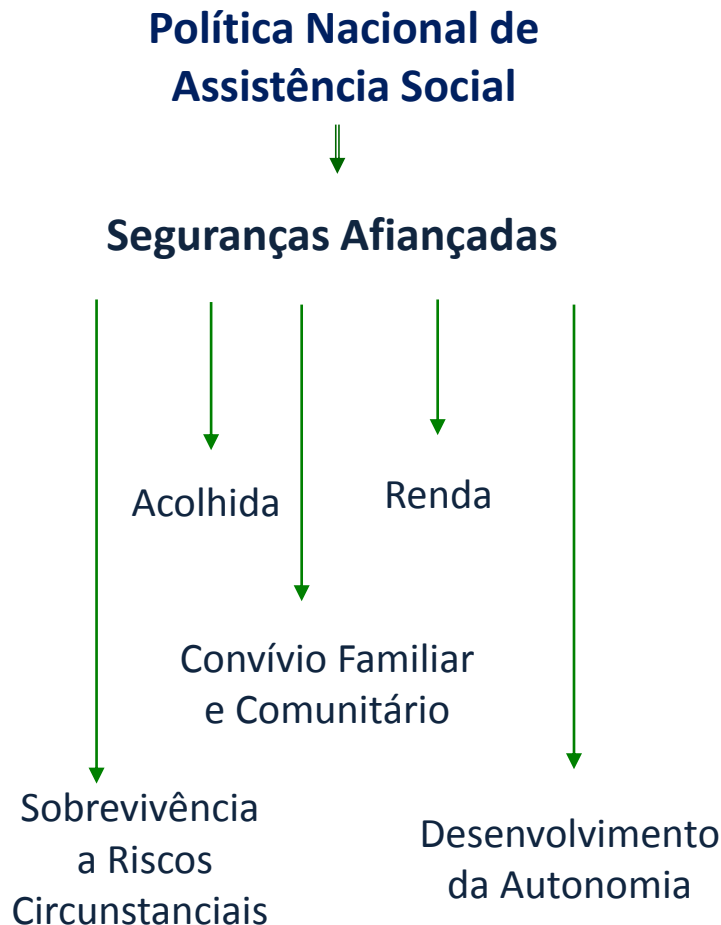 Política Nacional de
Assistência Social
Seguranças Afiançadas
Acolhida
Renda
Convívio Familiar
e Comunitário
Sobrevivência
a Riscos
Circunstanciais
Desenvolvimento
da Autonomia